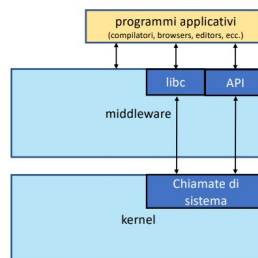 programmi applicativi
(compilatori, browsers, editors, ecc.)
libc
API
middleware
Chiamate di
sistema
kernel